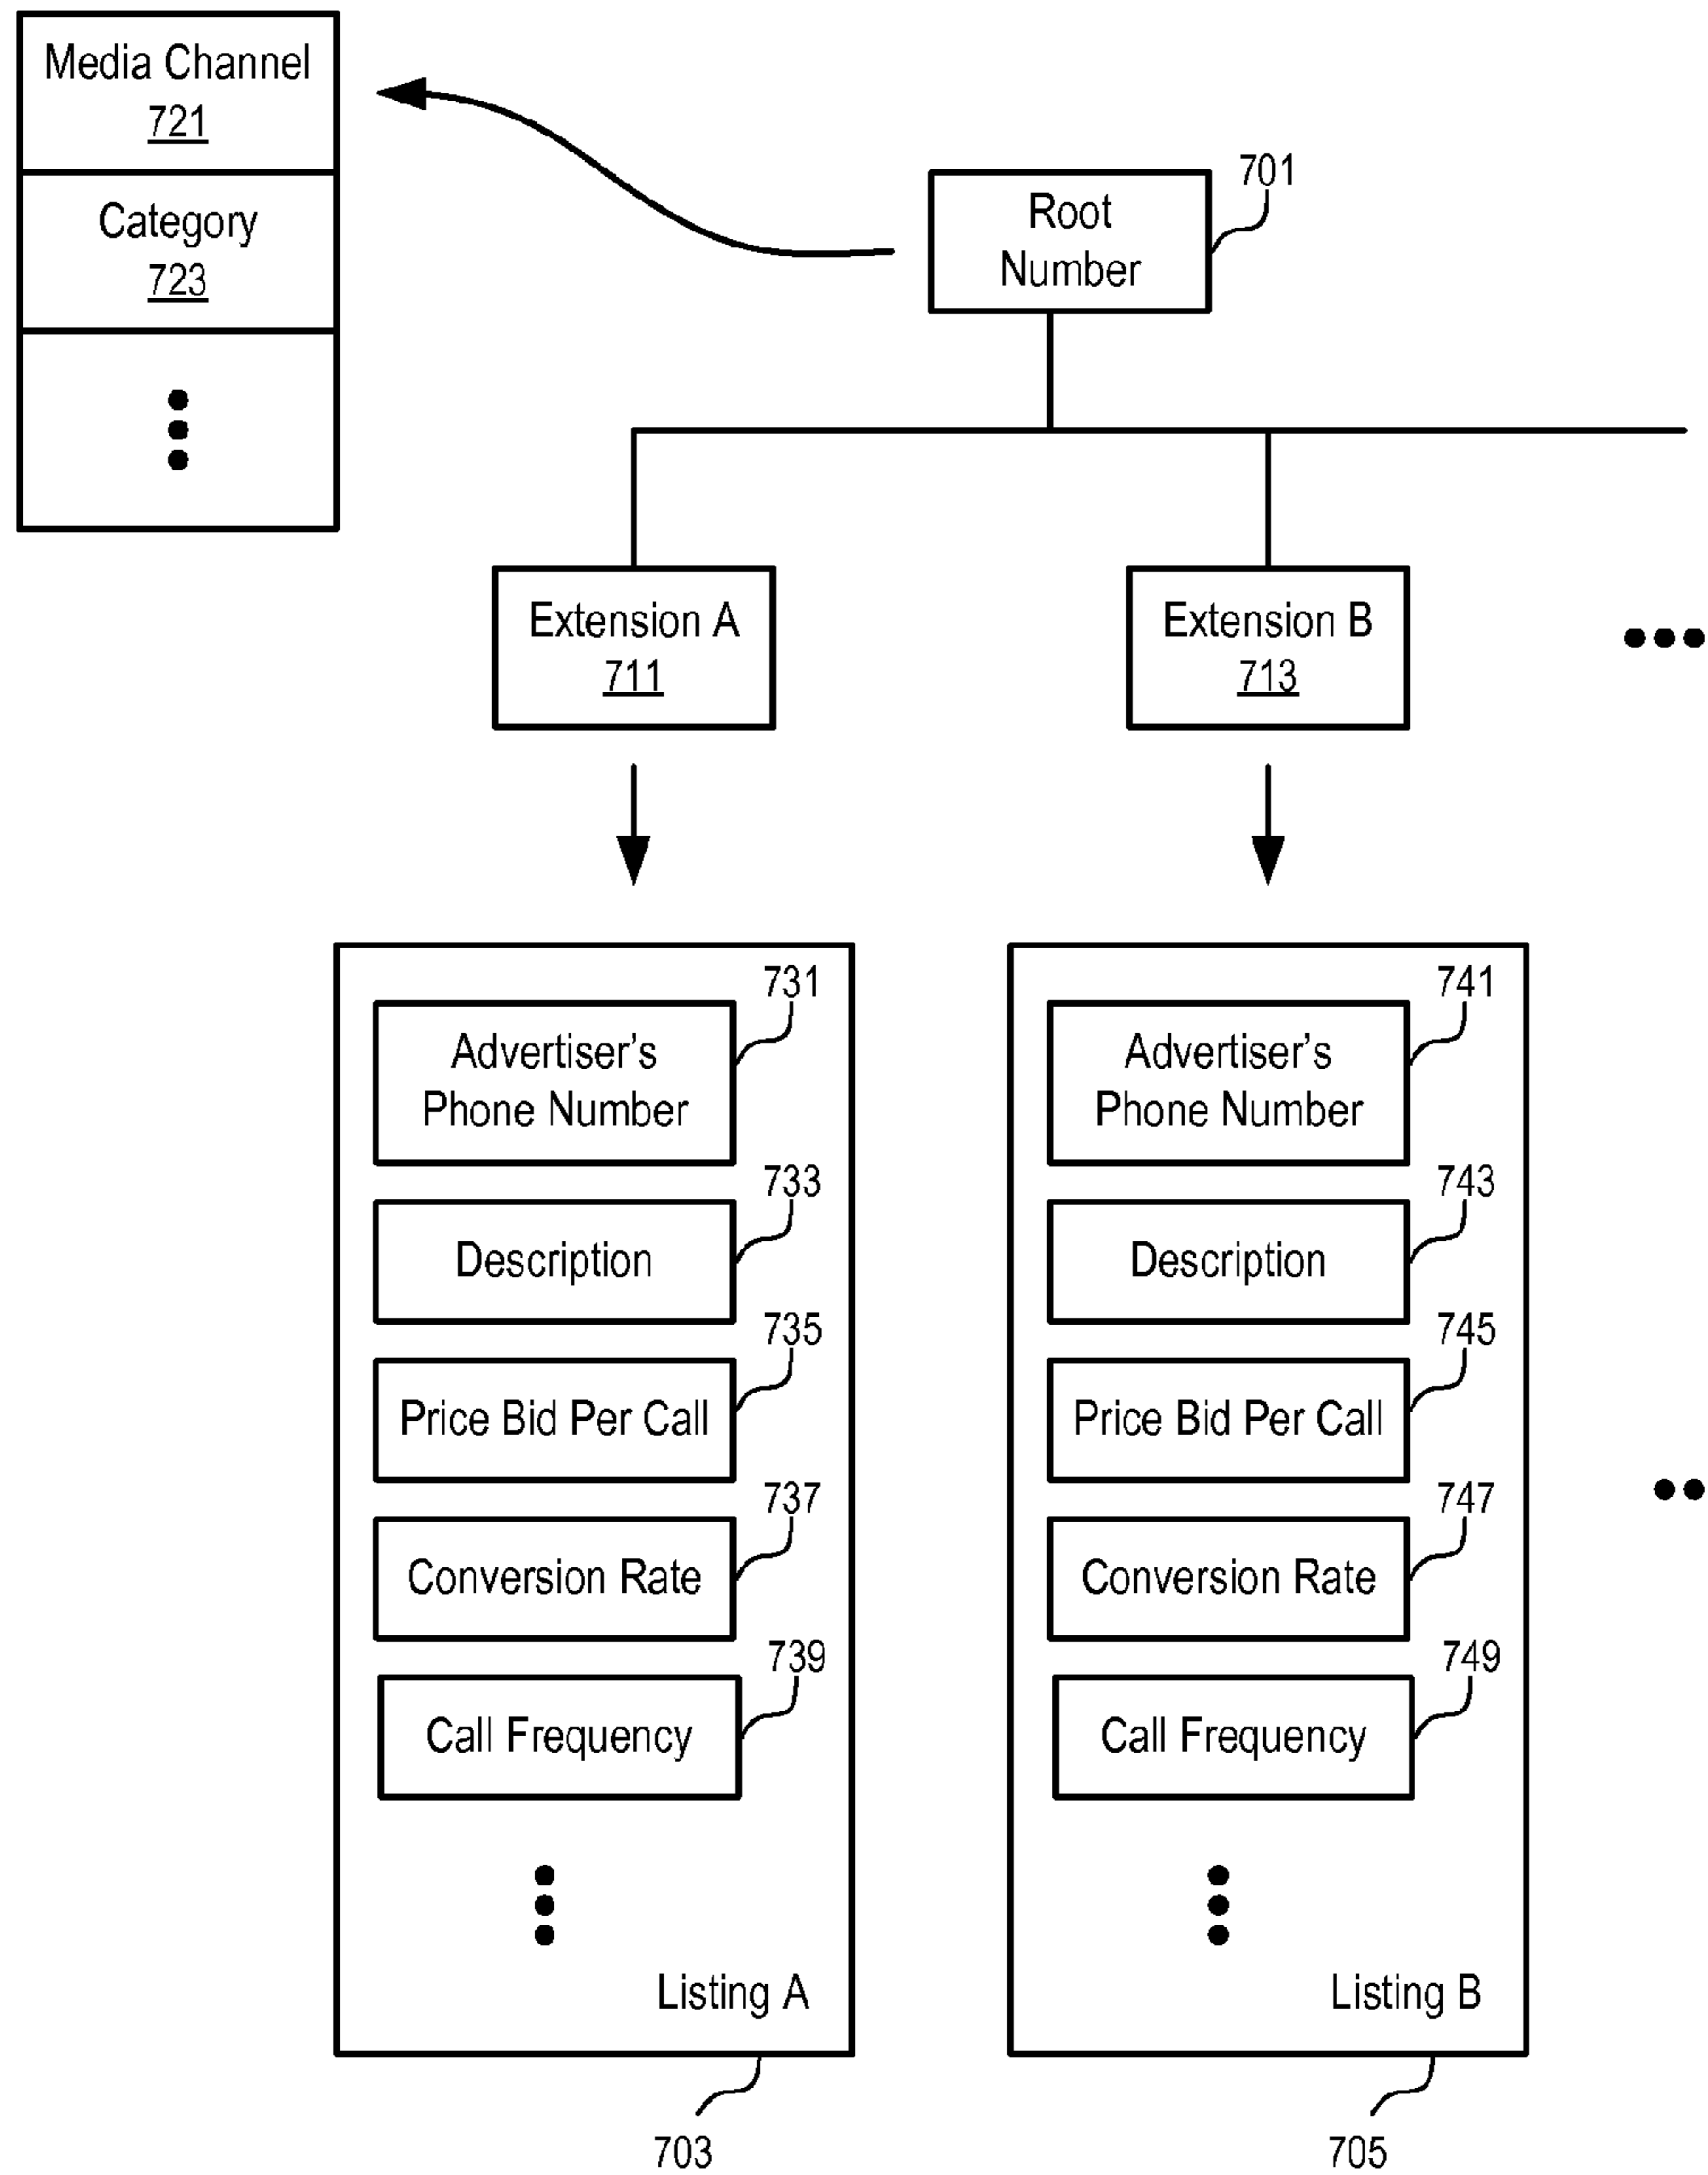 Media Channel
721
Category
723
701
Root
Number
Extension A
711
Extension B
713
731
Advertiser's
Phone Number
733
Description
735
Price Bid Per Call
737
Conversion Rate
739
Call Frequency
Listing A
703
741
Advertiser's
Phone Number
743
Description
745
Price Bid Per Call
747
Conversion Rate
749
Call Frequency
Listing B
705